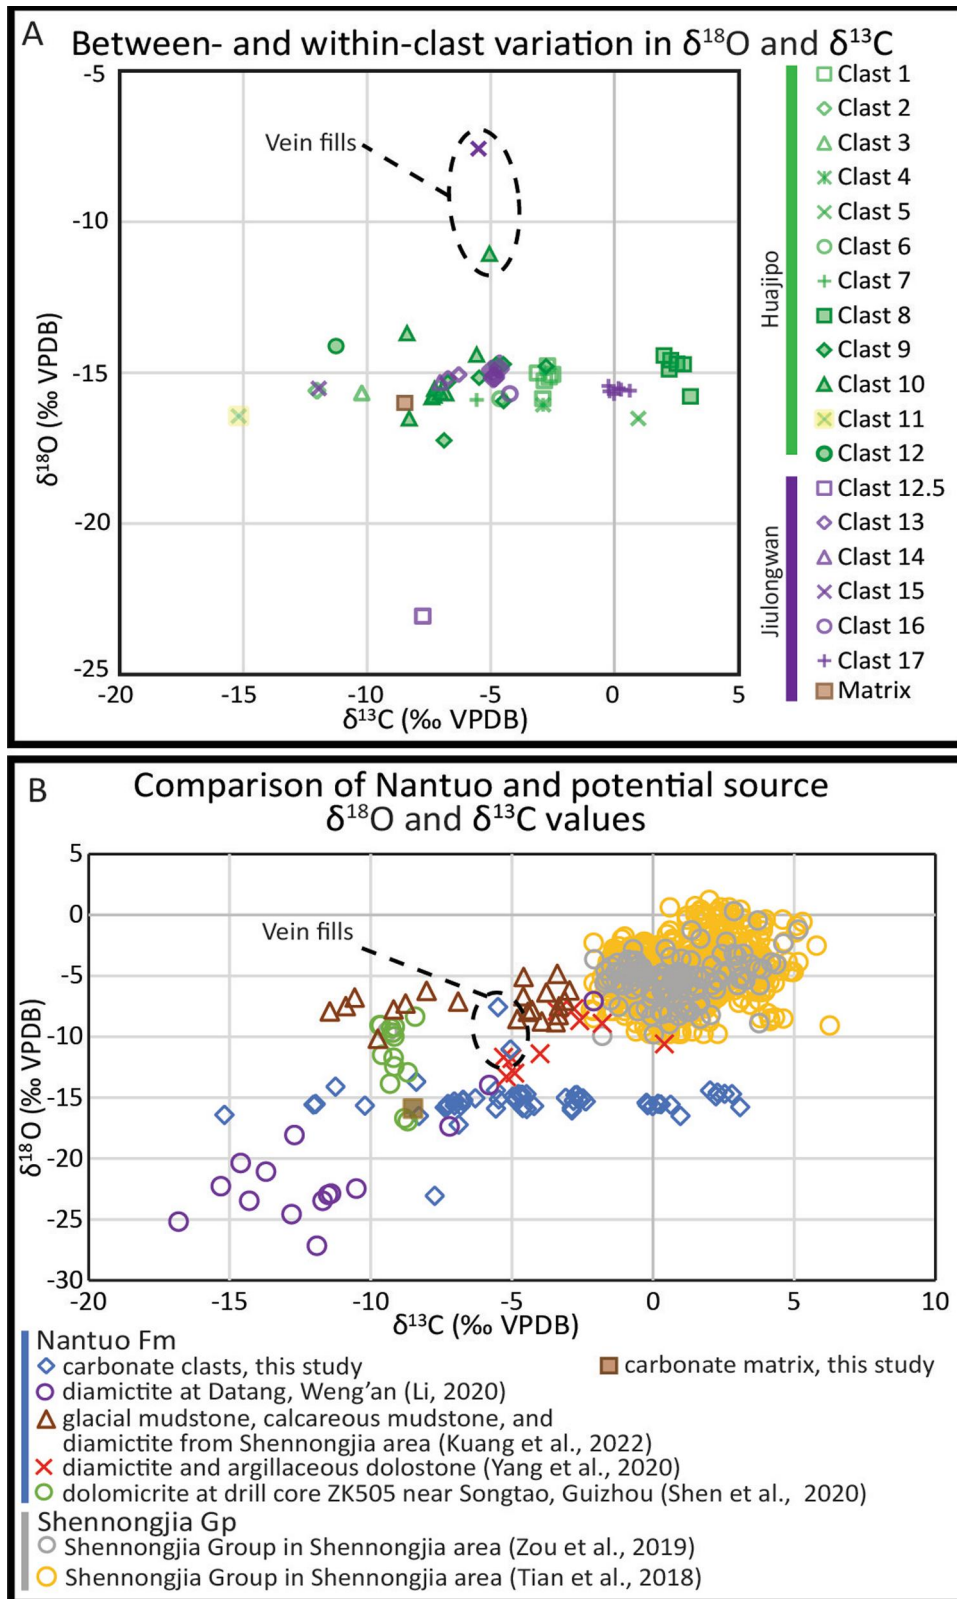 A
Between- and within-clast variation in δ¹⁸O and δ¹³C
-5
-10
-15
-20
-25
δ¹⁸O (‰ VPDB)
Vein fills
-20 -15 -10 -5 0 5
δ¹³C (‰ VPDB)
Huajipo
Clast 1
Clast 2
Clast 3
Clast 4
Clast 5
Clast 6
Clast 7
Clast 8
Clast 9
Clast 10
Clast 11
Clast 12
Jiulongwan
Clast 12.5
Clast 13
Clast 14
Clast 15
Clast 16
Clast 17
Matrix
B
Comparison of Nantuo and potential source
δ¹⁸O and δ¹³C values
5
0
-5
-10
-15
-20
-25
-30
δ¹⁸O (‰ VPDB)
Vein fills
-20 -15 -10 -5 0 5 10
δ¹³C (‰ VPDB)
Nantuo Fm
carbonate clasts, this study
carbonate matrix, this study
diamictite at Datang, Weng'an (Li, 2020)
glacial mudstone, calcareous mudstone, and
diamictite from Shennongjia area (Kuang et al., 2022)
diamictite and argillaceous dolostone (Yang et al., 2020)
dolomicrite at drill core ZK505 near Songtao, Guizhou (Shen et al., 2020)
Shennongjia Gp
Shennongjia Group in Shennongjia area (Zou et al., 2019)
Shennongjia Group in Shennongjia area (Tian et al., 2018)